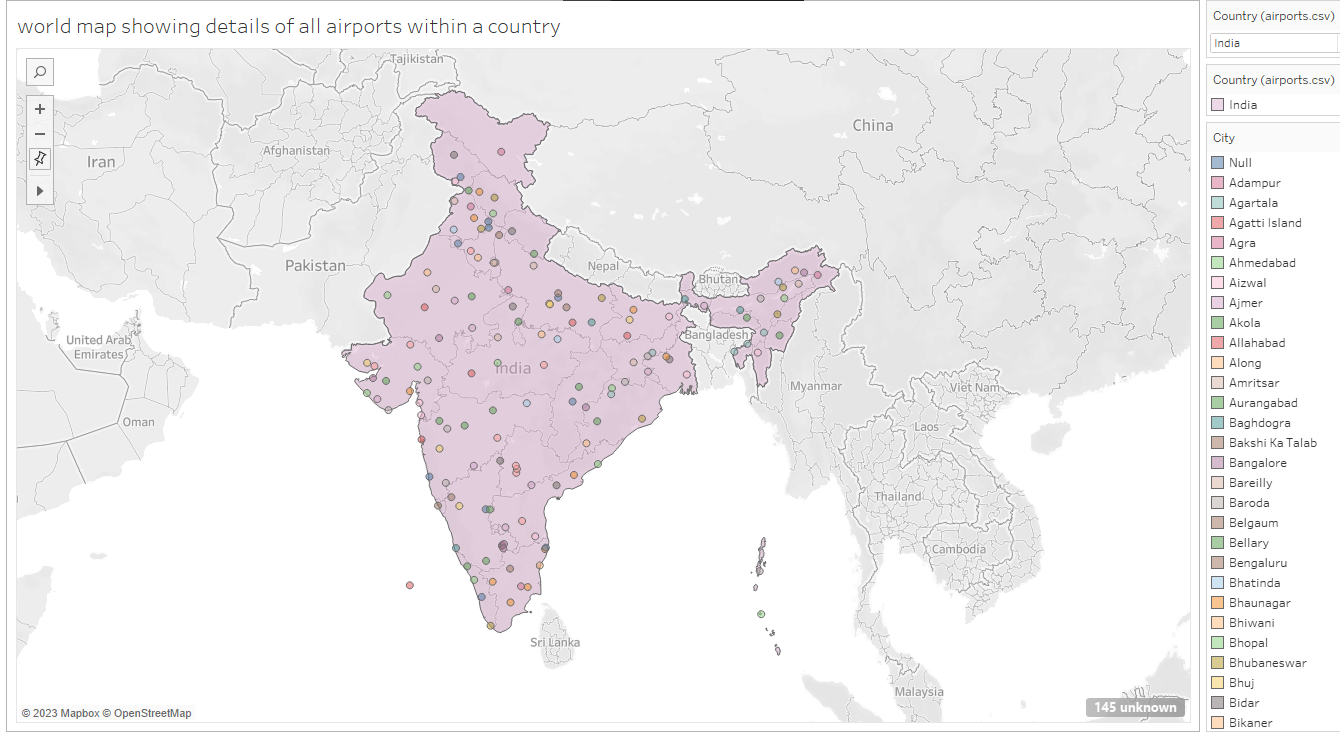 world map showing details of all airports within a country
Tajikistan
China
Afghanistan
Iran
Pakistan
Nepal
Bhutan
United Arab
Emirates
Bangladesh
India
Myanmar
Viet Nam
Oman
Laos
Thailand
Cambodia
Sri Lanka
Malaysia
© 2023 Mapbox © OpenStreetMap
145 unknown
Country (airports.csv)
India
Country (airports.csv)
India
City
Null
Adampur
Agartala
Agatti Island
Agra
Ahmedabad
Aizwal
Ajmer
Akola
Allahabad
Along
Amritsar
Aurangabad
Baghdogra
Bakshi Ka Talab
Bangalore
Bareilly
Baroda
Belgaum
Bellary
Bengaluru
Bhatinda
Bhaunagar
Bhiwani
Bhopal
Bhubaneswar
Bhuj
Bidar
Bikaner